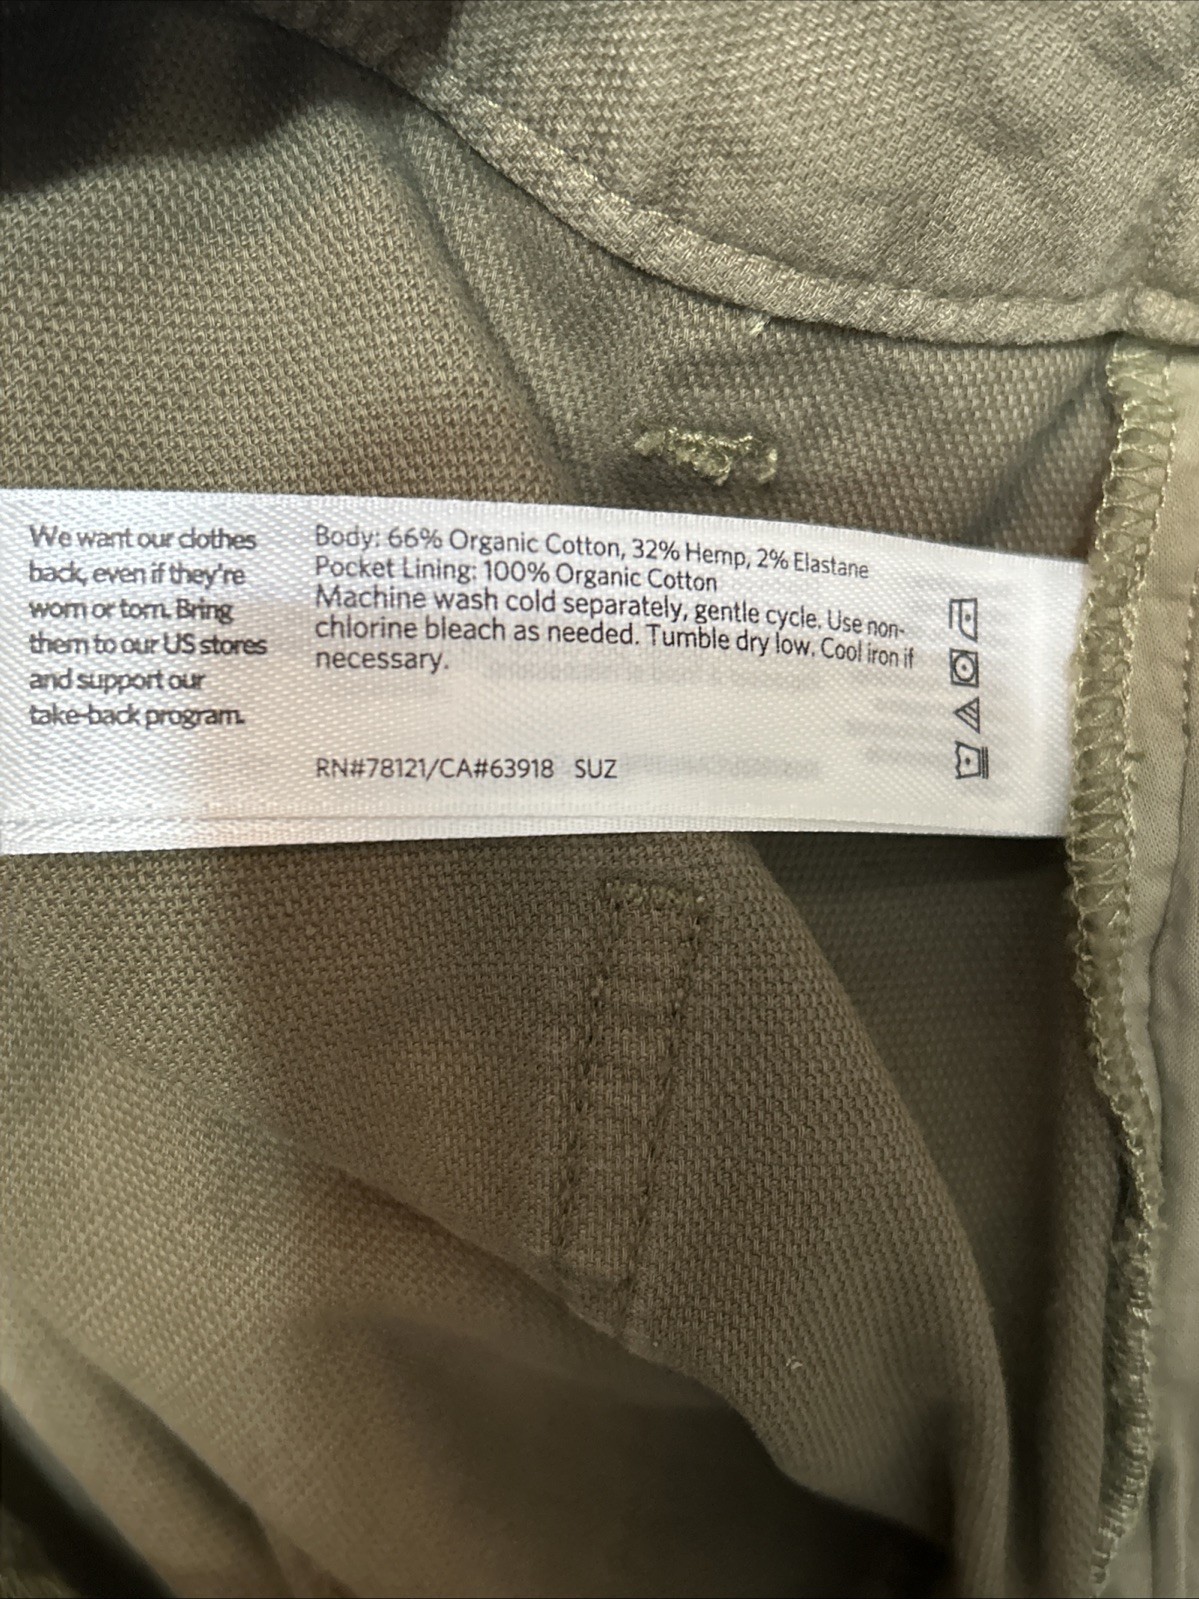 We want our clothes
back, even if they're
worn or torn. Bring
them to our US stores
and support our
take-back program.
Body: 66% Organic Cotton, 32% Hemp, 2% Elastane
Pocket Lining: 100% Organic Cotton
Machine wash cold separately, gentle cycle. Use non-
chlorine bleach as needed. Tumble dry low. Cool iron if
necessary.
RN#78121/CA#63918 SUZ